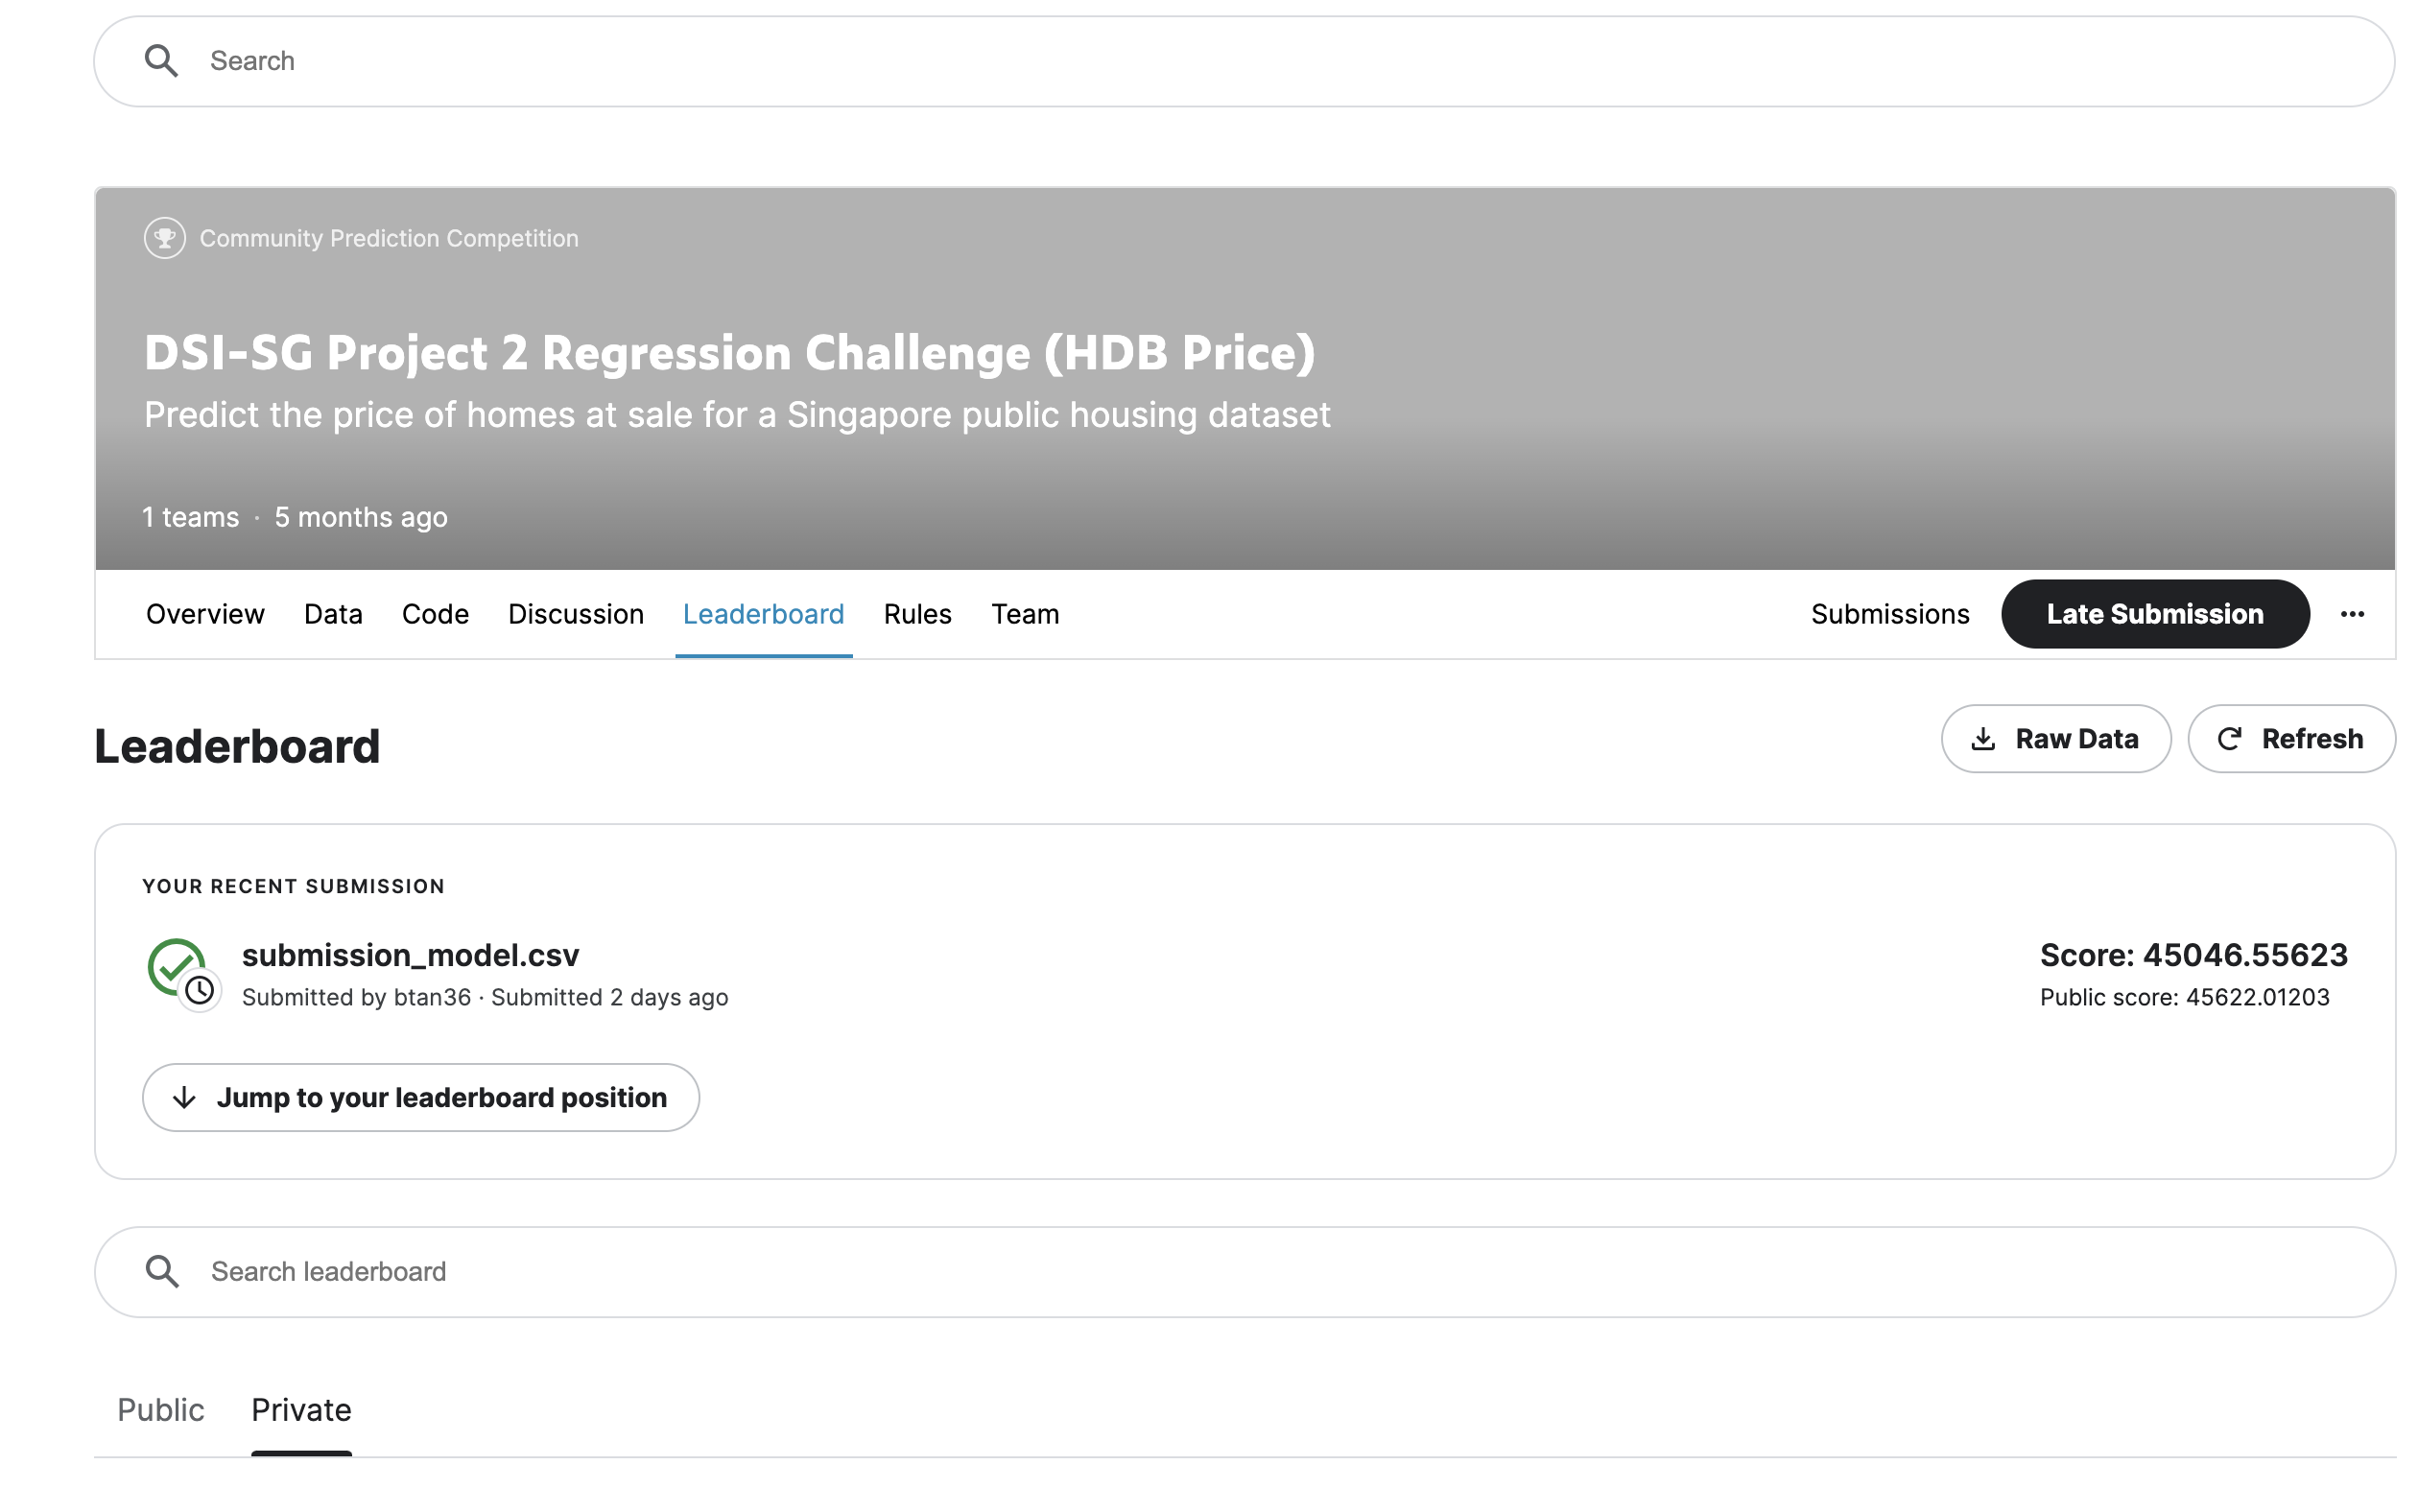 Search
Community Prediction Competition
DSI-SG Project 2 Regression Challenge (HDB Price)
Predict the price of homes at sale for a Singapore public housing dataset
1 teams · 5 months ago
Overview Data Code Discussion Leaderboard Rules Team Submissions Late Submission ...
Leaderboard Raw Data Refresh
YOUR RECENT SUBMISSION
submission_model.csv Score: 45046.55623
Submitted by btan36 · Submitted 2 days ago Public score: 45622.01203
Jump to your leaderboard position
Search leaderboard
Public Private